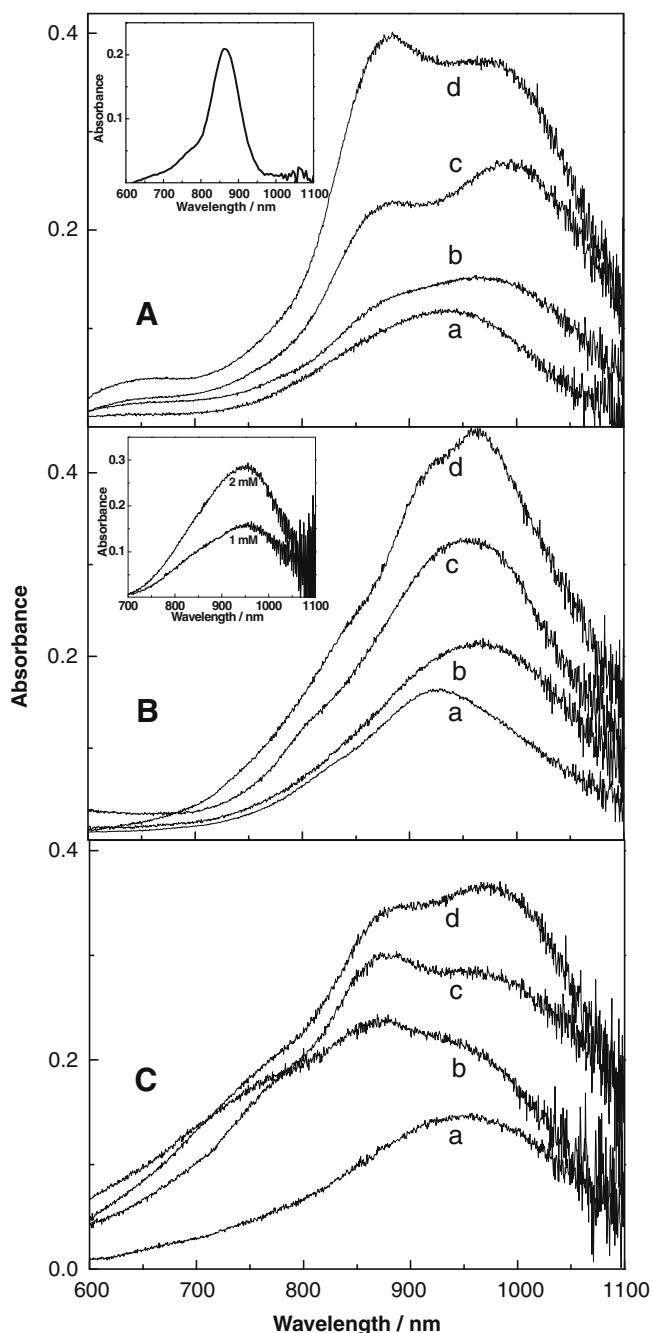 0.4
0.2
0.2
0.1
Absorbance
600 700 800 900 1000 1100
Wavelength / nm
d
c
b
a
A
0.4
0.2
0.3
0.2
0.1
Absorbance
2 mM
1 mM
700 800 900 1000 1100
Wavelength / nm
d
c
b
a
B
Absorbance
0.4
0.2
0.0
d
c
b
a
C
600 700 800 900 1000 1100
Wavelength / nm